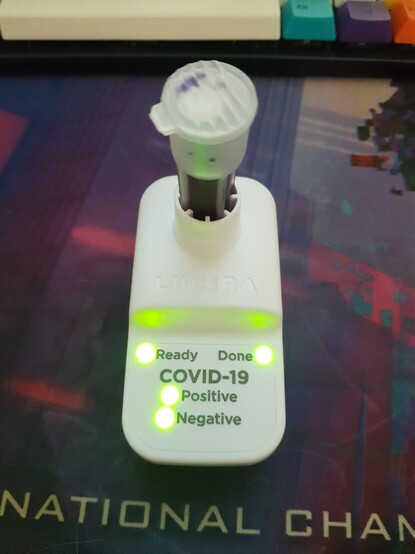 LUCIRA
Ready Done
COVID-19
Positive
Negative
NATIONAL CHAM